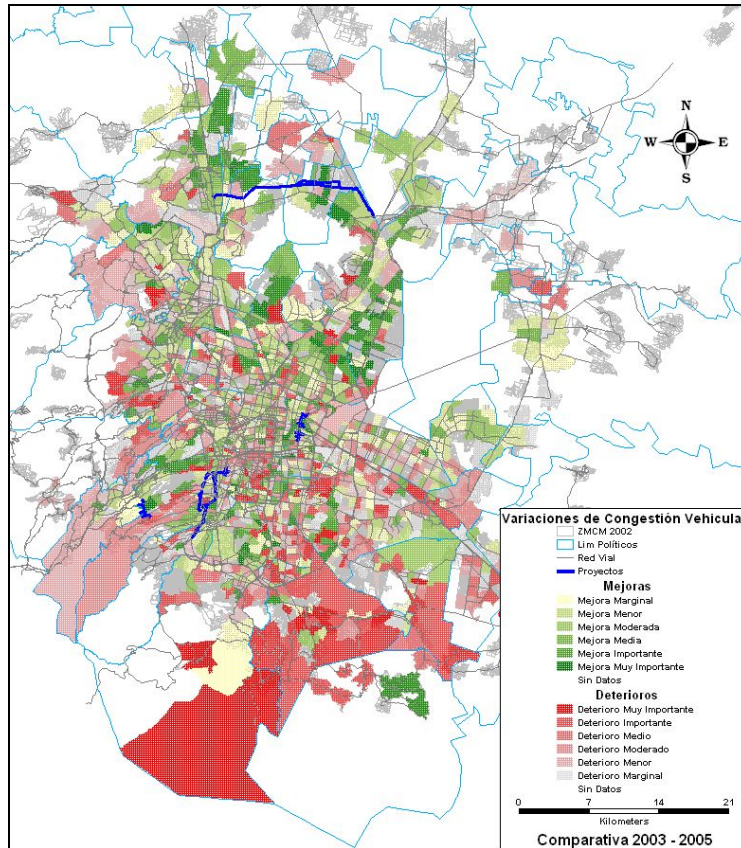 N
W
E
S
Variaciones de Congestión Vehicula
ZMCM 2002
Lim Políticos
Red Vial
Proyectos
Mejoras
Mejora Marginal
Mejora Menor
Mejora Moderada
Mejora Media
Mejora Importante
Mejora Muy Importante
Sin Datos
Deterioros
Deterioro Muy Importante
Deterioro Importante
Deterioro Medio
Deterioro Moderado
Deterioro Menor
Deterioro Marginal
Sin Datos
0 7 14 21
Kilometers
Comparativa 2003 - 2005